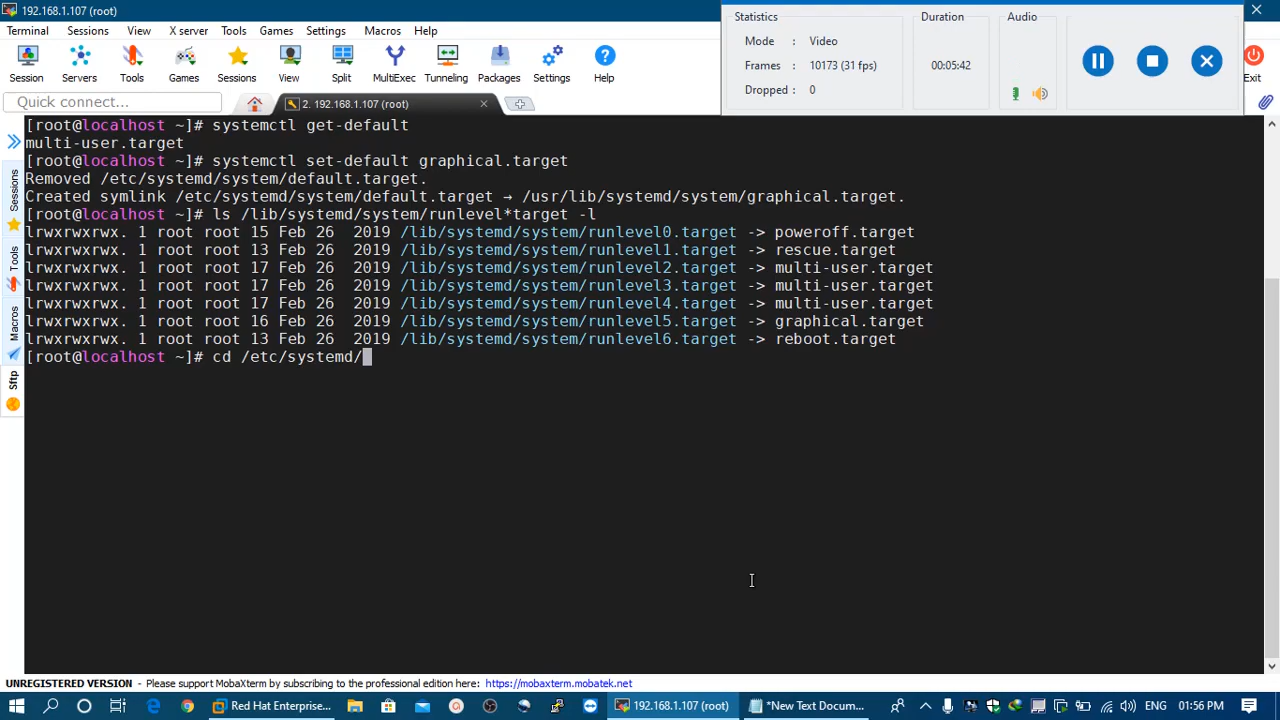 192.168.1.107 (root)
Terminal Sessions View X server Tools Games Settings Macros Help
Session Servers Tools Games Sessions View Split MultiExec Tunneling Packages Settings Help
Exit
Statistics
Mode : Video
Frames : 10173 (31 fps)
Dropped : 0
Duration
00:05:42
Audio
Quick connect...
2. 192.168.1.107 (root)
Sessions
Tools
Macros
Sftp
[root@localhost ~]# systemctl get-default
multi-user.target
[root@localhost ~]# systemctl set-default graphical.target
Removed /etc/systemd/system/default.target.
Created symlink /etc/systemd/system/default.target → /usr/lib/systemd/system/graphical.target.
[root@localhost ~]# ls /lib/systemd/system/runlevel*target -l
lrwxrwxrwx. 1 root root 15 Feb 26  2019 /lib/systemd/system/runlevel0.target -> poweroff.target
lrwxrwxrwx. 1 root root 13 Feb 26  2019 /lib/systemd/system/runlevel1.target -> rescue.target
lrwxrwxrwx. 1 root root 17 Feb 26  2019 /lib/systemd/system/runlevel2.target -> multi-user.target
lrwxrwxrwx. 1 root root 17 Feb 26  2019 /lib/systemd/system/runlevel3.target -> multi-user.target
lrwxrwxrwx. 1 root root 17 Feb 26  2019 /lib/systemd/system/runlevel4.target -> multi-user.target
lrwxrwxrwx. 1 root root 16 Feb 26  2019 /lib/systemd/system/runlevel5.target -> graphical.target
lrwxrwxrwx. 1 root root 13 Feb 26  2019 /lib/systemd/system/runlevel6.target -> reboot.target
[root@localhost ~]# cd /etc/systemd/
UNREGISTERED VERSION - Please support MobaXterm by subscribing to the professional edition here: https://mobaxterm.mobatek.net
Red Hat Enterprise... 192.168.1.107 (root) *New Text Docum... ENG 01:56 PM